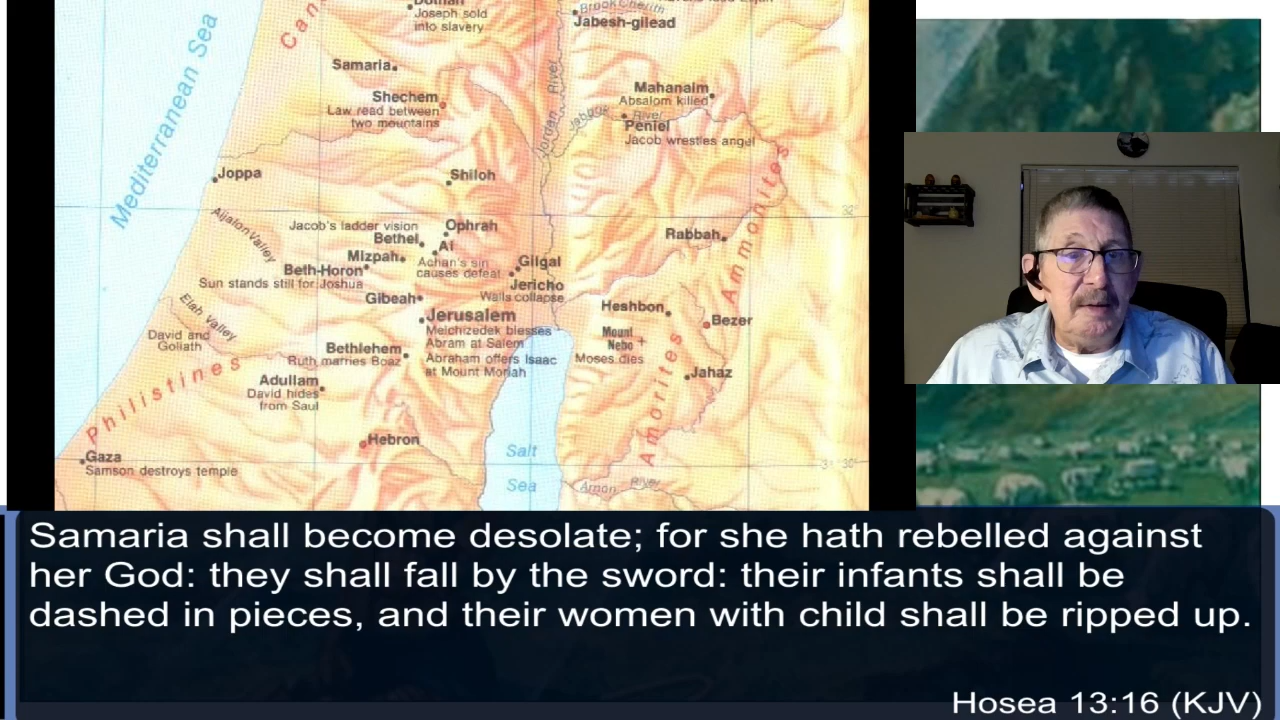 Dothan
Joseph sold
into slavery
Brook Cherith
Jabesh-gilead
Mediterranean Sea
Samaria
Shechem
Law read between
two mountains
Jordan River
Mahanaim
Absalom killed
Jabbok River
Peniel
Jacob wrestles angel
Joppa
Shiloh
32°
Aijalon Valley
Jacob's ladder vision
Bethel
Ophrah
Ai
Mizpah
Achan's sin
causes defeat
Beth-Horon
Sun stands still for Joshua
Gilgal
Jericho
Walls collapse
Rabbah
Ammonites
Gibeah
Elah Valley
Jerusalem
Melchizedek blesses
Abram at Salem
Abraham offers Isaac
at Mount Moriah
Heshbon
Bezer
Mount
Nebo
Moses dies
David and
Goliath
Bethlehem
Ruth marries Boaz
Philistines
Adullam
David hides
from Saul
Jahaz
Amorites
Hebron
Gaza
Samson destroys temple
Salt
Sea
Arnon River
Samaria shall become desolate; for she hath rebelled against
her God: they shall fall by the sword: their infants shall be
dashed in pieces, and their women with child shall be ripped up.
Hosea 13:16 (KJV)